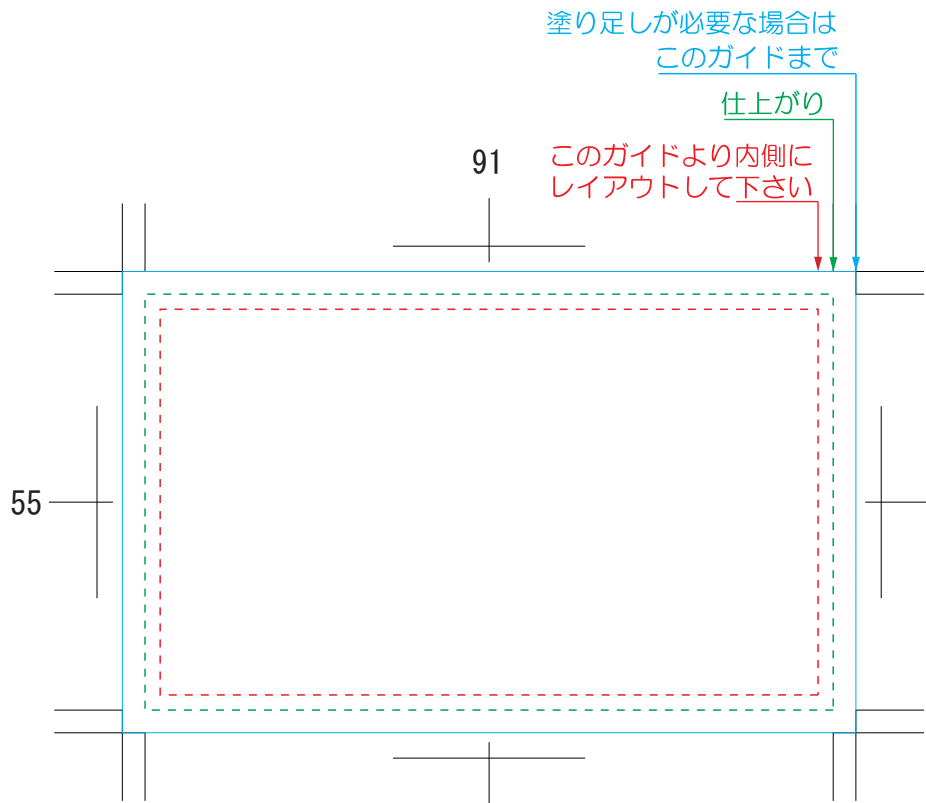 塗り足しが必要な場合は
このガイドまで
仕上がり
91
このガイドより内側に
レイアウトして下さい
55